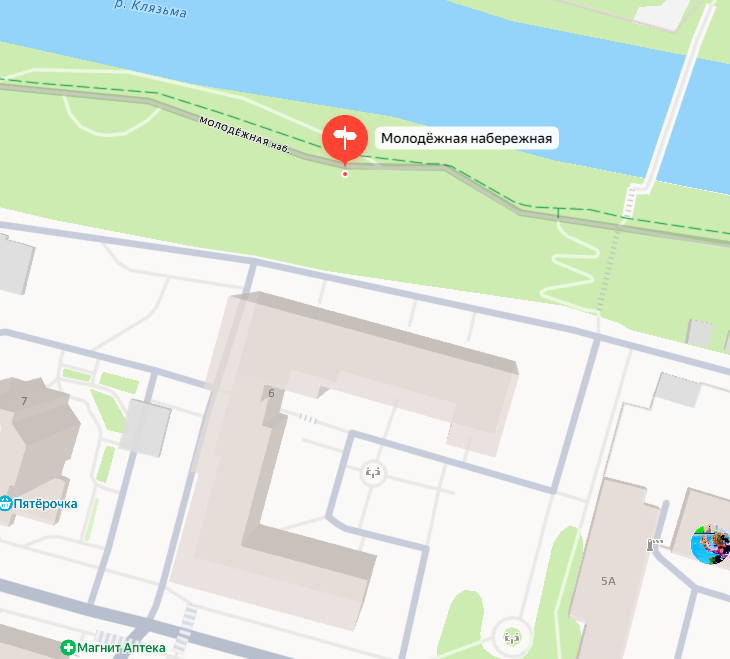 р. Клязьма
МОЛОДЁЖНАЯ наб.
Молодёжная набережная
6
7
Пятёрочка
5А
Магнит Аптека